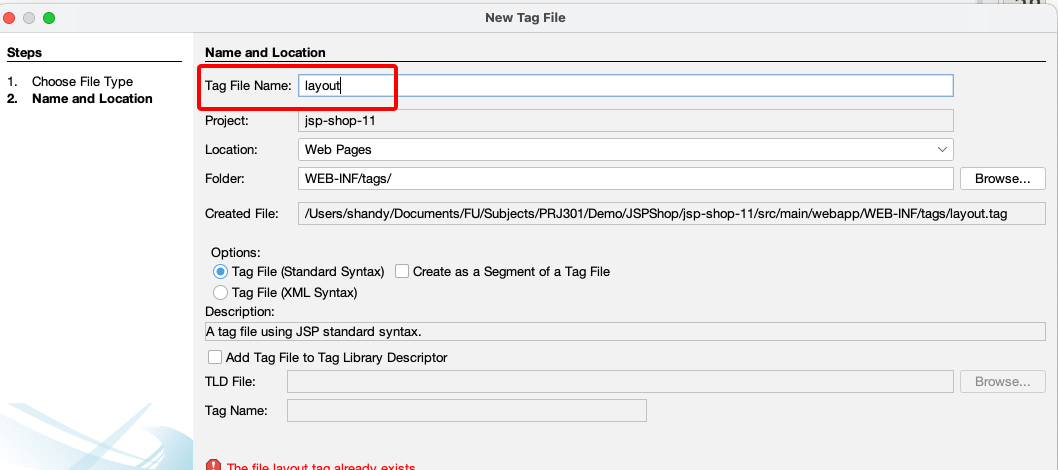 New Tag File
Steps
1. Choose File Type
2. Name and Location
Name and Location
Tag File Name: layout
Project: jsp-shop-11
Location: Web Pages
Folder: WEB-INF/tags/ Browse...
Created File: /Users/shandy/Documents/FU/Subjects/PRJ301/Demo/JSPShop/jsp-shop-11/src/main/webapp/WEB-INF/tags/layout.tag
Options:
Tag File (Standard Syntax) Create as a Segment of a Tag File
Tag File (XML Syntax)
Description:
A tag file using JSP standard syntax.
Add Tag File to Tag Library Descriptor
TLD File: Browse...
Tag Name:
The file layout.tag already exists.